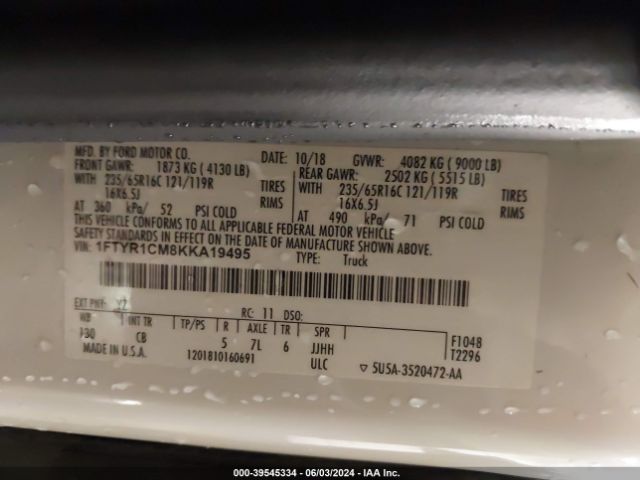 MFD. BY FORD MOTOR CO.
DATE: 10/18 GVWR: 4082 KG ( 9000 LB)
FRONT GAWR: 1873 KG ( 4130 LB) REAR GAWR: 2502 KG ( 5515 LB)
WITH 235/65R16C 121/119R TIRES WITH 235/65R16C 121/119R TIRES
16X6.5J RIMS 16X6.5J RIMS
AT 360 kPa/ 52 PSI COLD AT 490 kPa/ 71 PSI COLD
THIS VEHICLE CONFORMS TO ALL APPLICABLE FEDERAL MOTOR VEHICLE
SAFETY STANDARDS IN EFFECT ON THE DATE OF MANUFACTURE SHOWN ABOVE.
1FTYR1CM8KKA19495 TYPE: Truck
EXT PNT: YZ RC: 11 DSO:
WB INT TR TP/PS R AXLE TR SPR
130 CB 5 7L 6 JJHH F1048
MADE IN U.S.A. 1201810160691 ULC T2296
5U5A-3520472-AA
000-39545334 - 06/03/2024 - IAAI.com